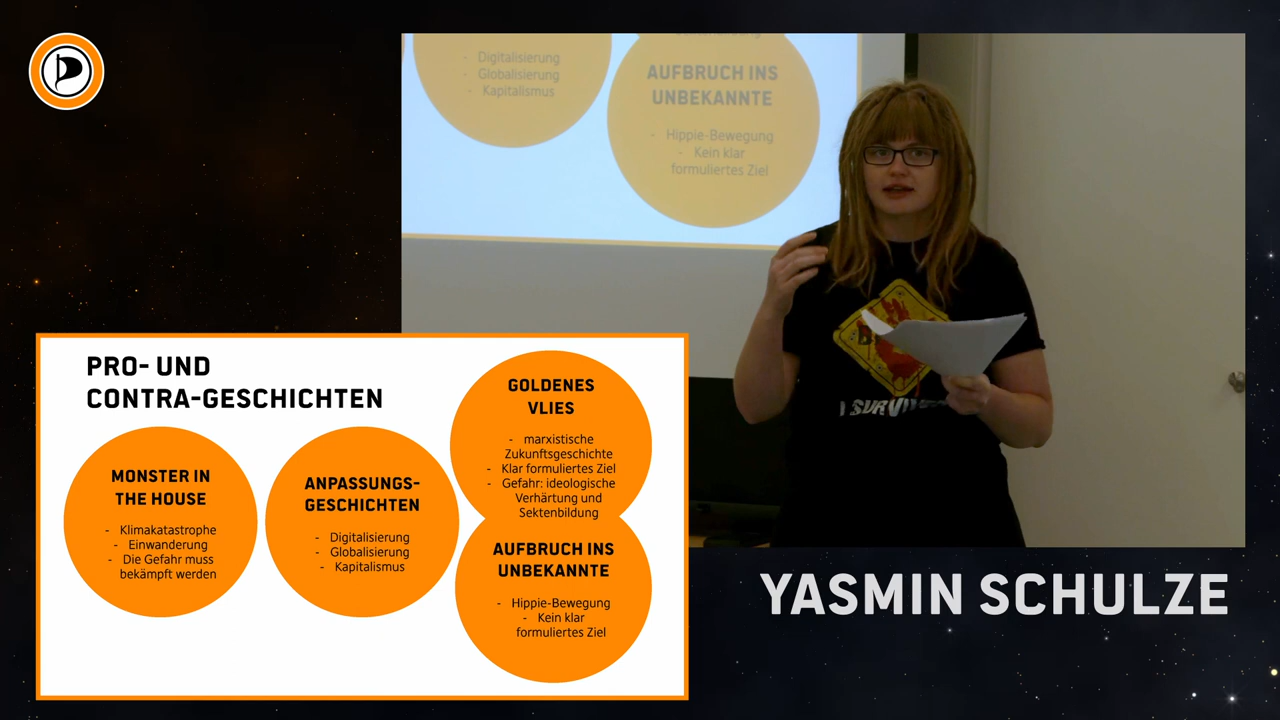 Digitalisierung
- Globalisierung
- Kapitalismus
AUFBRUCH INS
UNBEKANNTE
- Hippie-Bewegung
- Kein klar
formuliertes Ziel
PRO- UND
CONTRA-GESCHICHTEN
MONSTER IN
THE HOUSE
- Klimakatastrophe
- Einwanderung
- Die Gefahr muss
bekämpft werden
ANPASSUNGS-
GESCHICHTEN
- Digitalisierung
- Globalisierung
- Kapitalismus
GOLDENES
VLIES
- marxistische
Zukunftsgeschichte
- Klar formuliertes Ziel
- Gefahr: ideologische
Verhärtung und
Sektenbildung
AUFBRUCH INS
UNBEKANNTE
- Hippie-Bewegung
- Kein klar
formuliertes Ziel
YASMIN SCHULZE